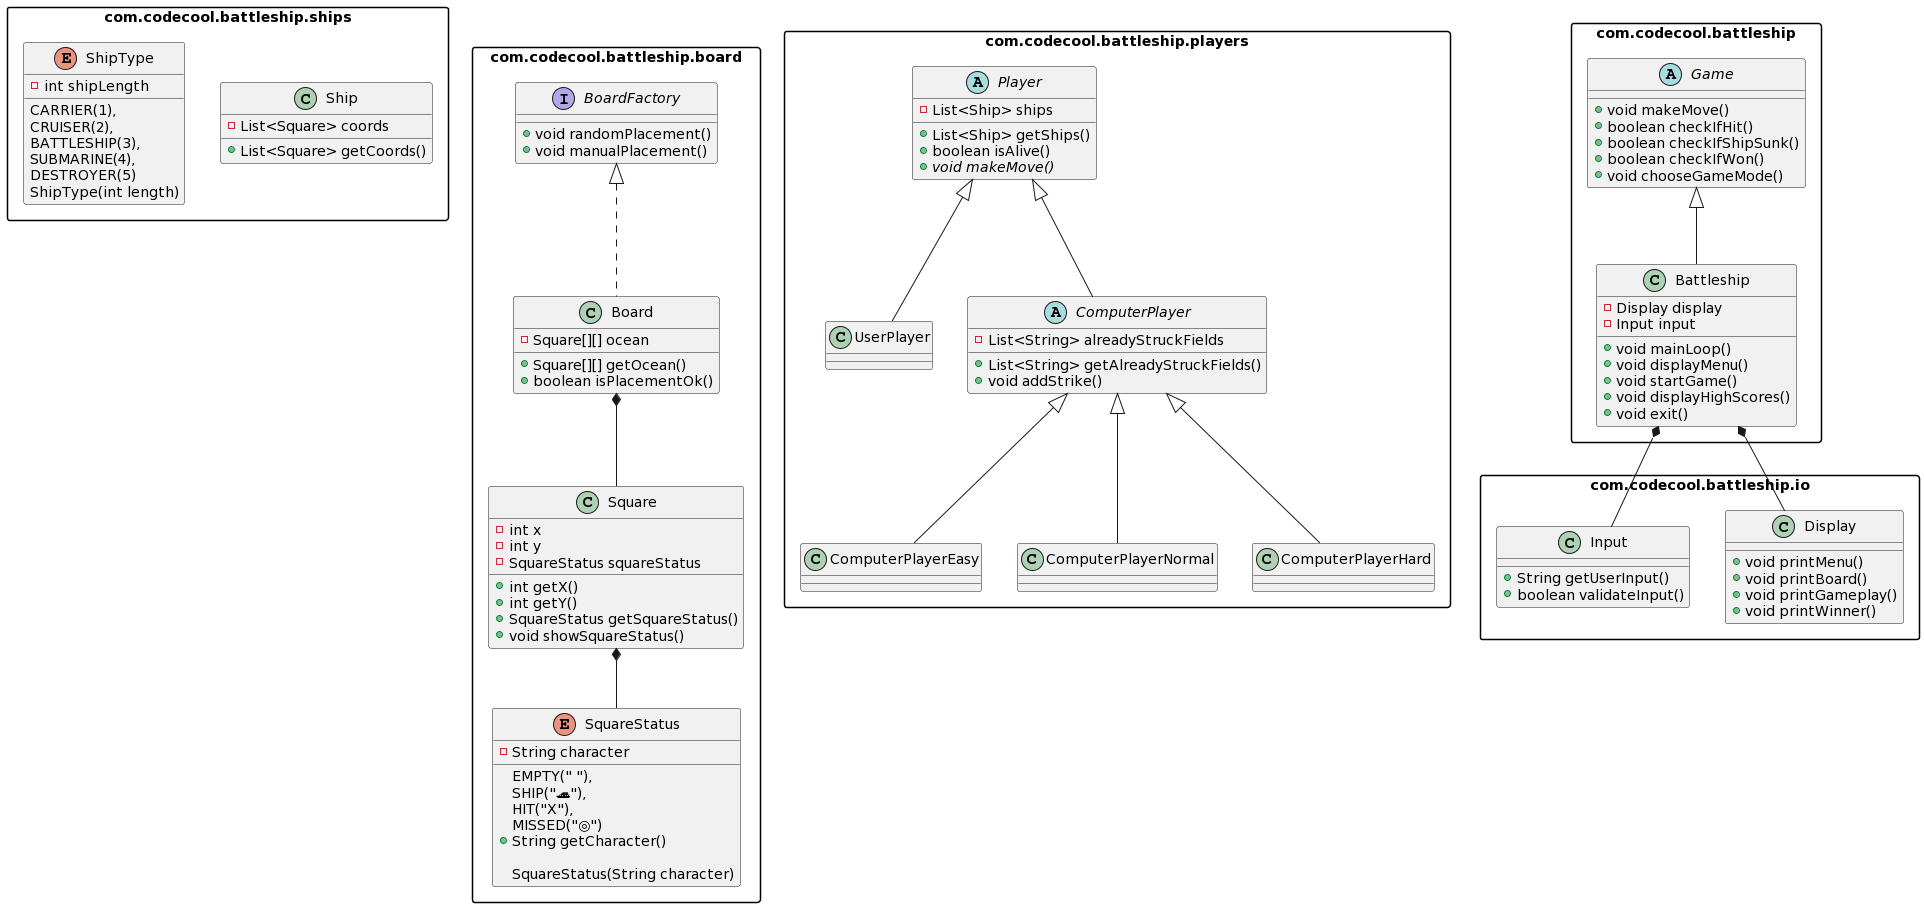 com.codecool.battleship.ships
E ShipType
int shipLength
CARRIER(1),
CRUISER(2),
BATTLESHIP(3),
SUBMARINE(4),
DESTROYER(5)
ShipType(int length)
C Ship
List<Square> coords
List<Square> getCoords()
com.codecool.battleship.board
I BoardFactory
void randomPlacement()
void manualPlacement()
C Board
Square[][] ocean
Square[][] getOcean()
boolean isPlacementOk()
C Square
int x
int y
SquareStatus squareStatus
int getX()
int getY()
SquareStatus getSquareStatus()
void showSquareStatus()
E SquareStatus
String character
EMPTY(" "),
SHIP("⛴"),
HIT("X"),
MISSED("◎")
String getCharacter()
SquareStatus(String character)
com.codecool.battleship.players
A Player
List<Ship> ships
List<Ship> getShips()
boolean isAlive()
void makeMove()
C UserPlayer
A ComputerPlayer
List<String> alreadyStruckFields
List<String> getAlreadyStruckFields()
void addStrike()
C ComputerPlayerEasy
C ComputerPlayerNormal
C ComputerPlayerHard
com.codecool.battleship
A Game
void makeMove()
boolean checkIfHit()
boolean checkIfShipSunk()
boolean checkIfWon()
void chooseGameMode()
C Battleship
Display display
Input input
void mainLoop()
void displayMenu()
void startGame()
void displayHighScores()
void exit()
com.codecool.battleship.io
C Input
String getUserInput()
boolean validateInput()
C Display
void printMenu()
void printBoard()
void printGameplay()
void printWinner()